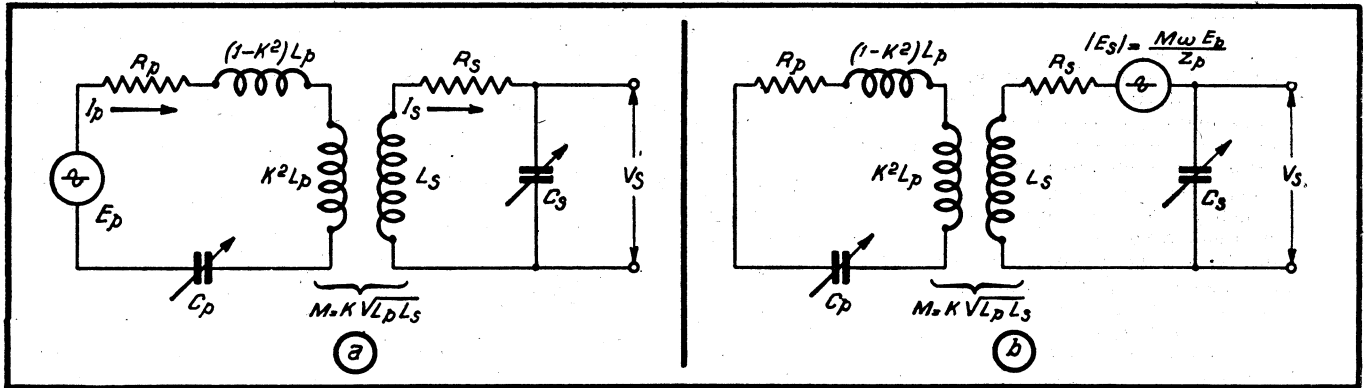 (1-K²)Lp
Rp
Ip
Ep
Cp
K²Lp
Ls
Rs
Is
Cs
Vs
M=K√LpLs
a
(1-K²)Lp
Rp
Rs
|Es|= MωEp
Zp
K²Lp
Ls
Cs
Vs
Cp
M=K√LpLs
b